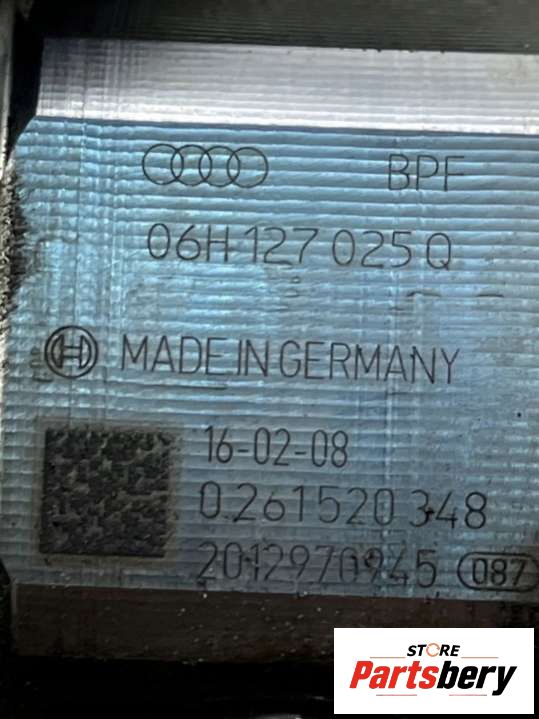 BPF
06H 127 025 Q
MADE IN GERMANY
16-02-08
0 261 520 348
2012970945 087
STORE
Partsbery